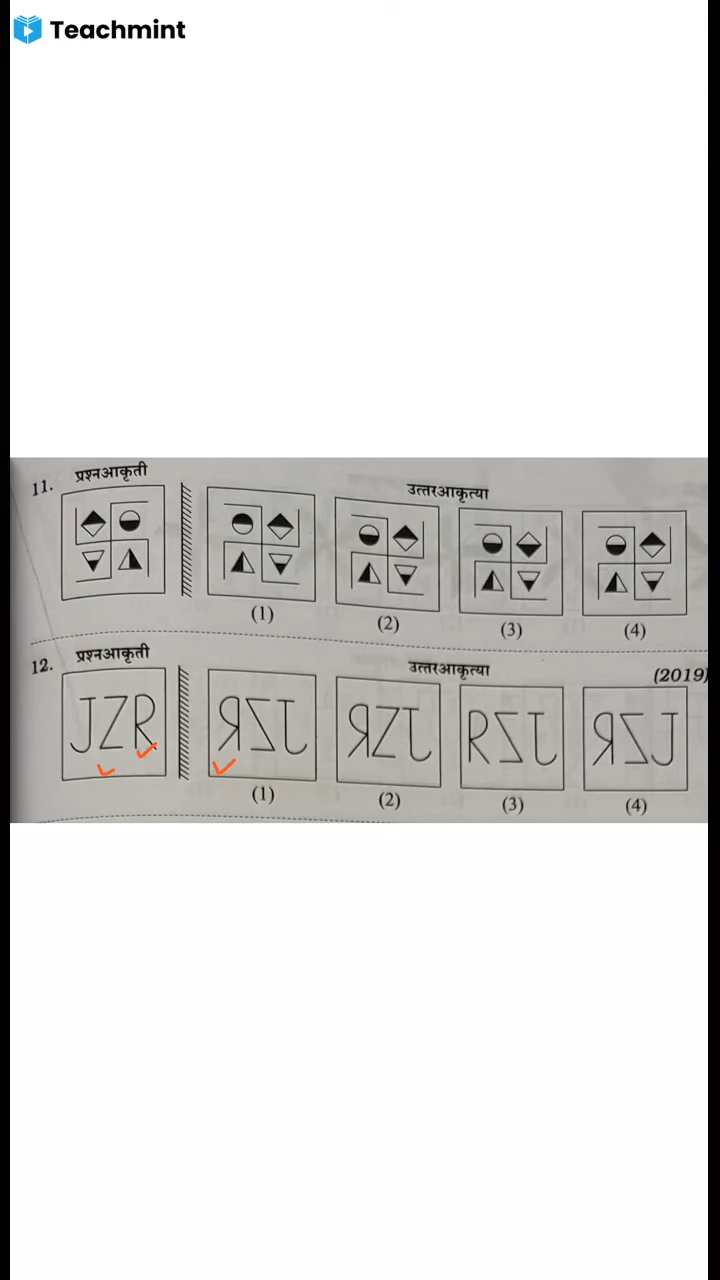 Teachmint
11. प्रश्नआकृती
उत्तरआकृत्या
(1) (2) (3) (4)
12. प्रश्नआकृती
उत्तरआकृत्या
(2019)
JZR
(1) (2) (3) (4)